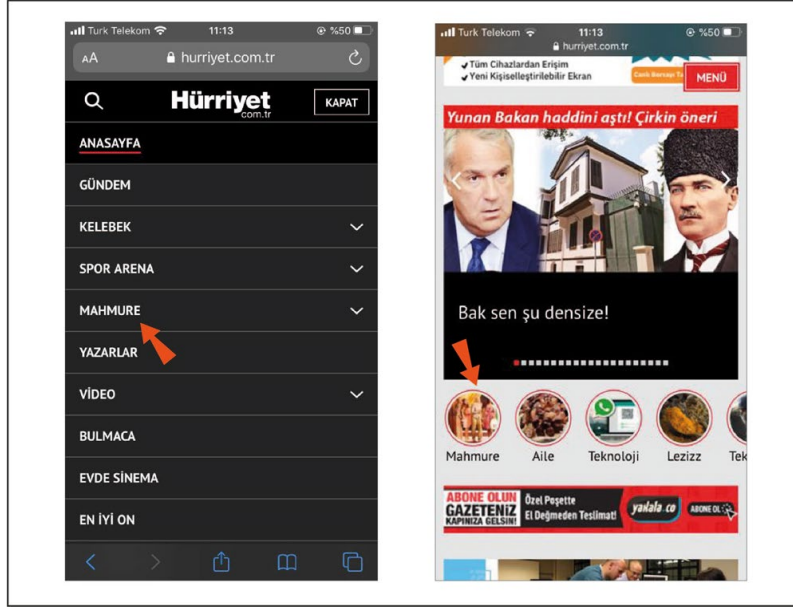 Turk Telekom 11:13 %50
AA hurriyet.com.tr
Hürriyet
.com.tr
KAPAT
ANASAYFA
GÜNDEM
KELEBEK
SPOR ARENA
MAHMURE
YAZARLAR
VİDEO
BULMACA
EVDE SİNEMA
EN İYİ ON
Turk Telekom 11:13 %50
hurriyet.com.tr
Tüm Cihazlardan Erişim
Yeni Kişiselleştirilebilir Ekran
MENÜ
Yunan Bakan haddini aştı! Çirkin öneri
Bak sen şu densize!
Mahmure Aile Teknoloji Lezizz Tek
ABONE OLUN
GAZETENİZ
KAPINIZA GELSİN!
Özel Poşette
El Değmeden Teslimat!
yaılala.co
ABONE OL